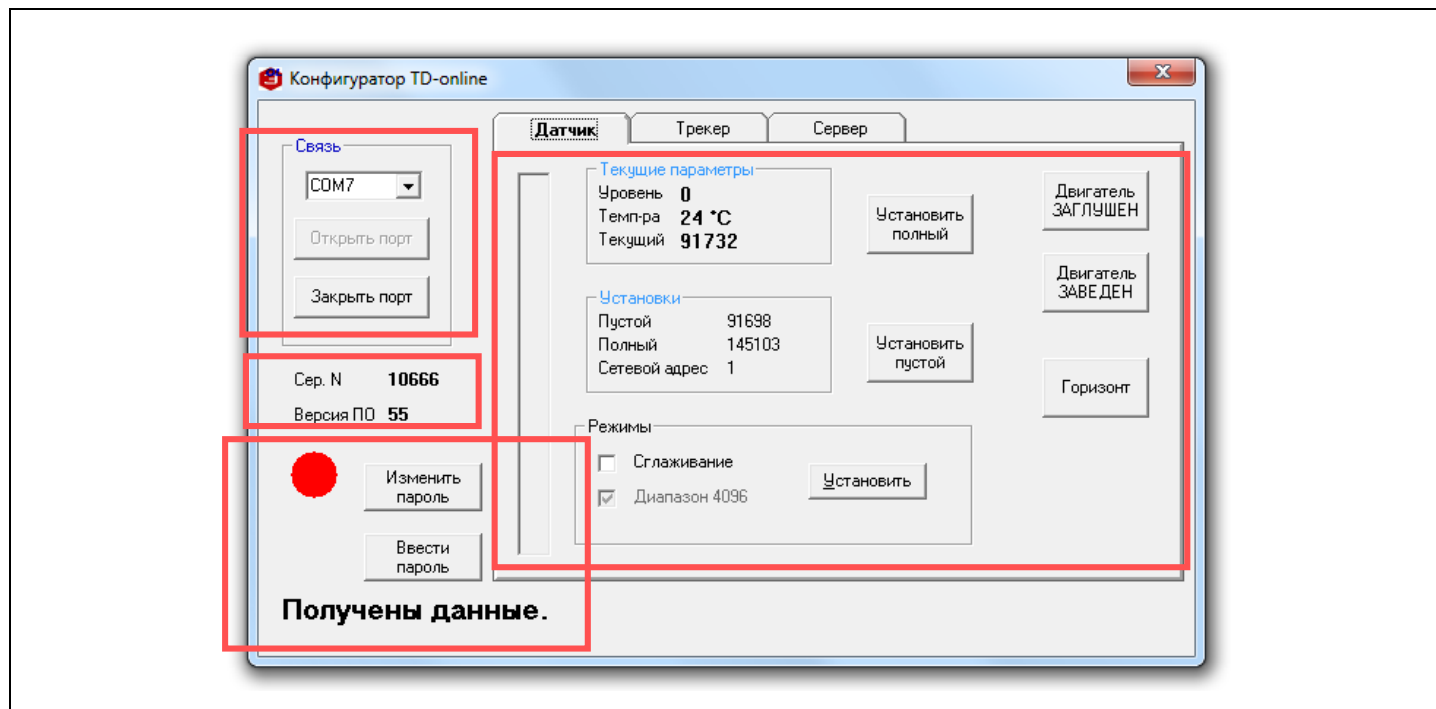 Конфигуратор TD-online
Связь
COM7
Открыть порт
Закрыть порт
Сер. N 10666
Версия ПО 55
Изменить
пароль
Ввести
пароль
Получены данные.
Датчик Трекер Сервер
Текущие параметры
Уровень 0
Темп-ра 24 °C
Текущий 91732
Установить
полный
Двигатель
ЗАГЛУШЕН
Двигатель
ЗАВЕДЕН
Установки
Пустой 91698
Полный 145103
Сетевой адрес 1
Установить
пустой
Горизонт
Режимы
Сглаживание
Диапазон 4096
Установить